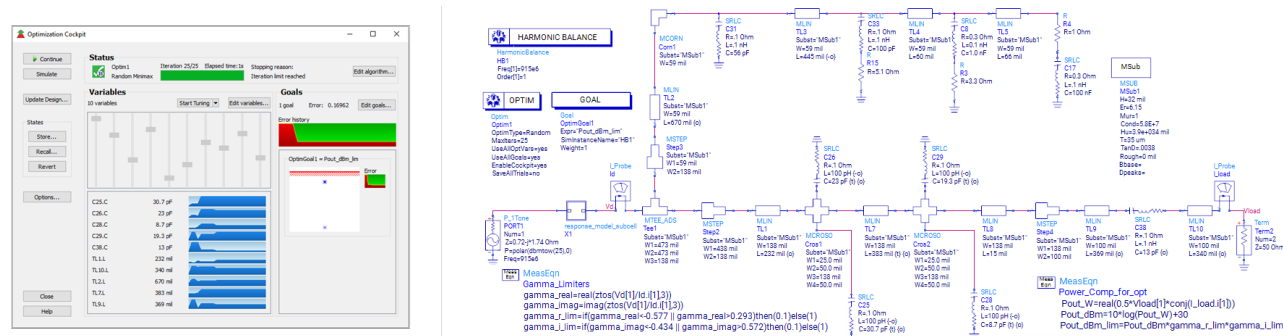 Optimization Cockpit
Continue
Simulate
Update Design...
States
Store...
Recall...
Revert
Options...
Close
Help
Status
Optim1
Random Minimax
Iteration 25/25
Elapsed time: 1s
Stopping reason:
Iteration limit reached
Edit algorithm...
Variables
10 variables
Start Tuning
Edit variables...
Goals
1 goal
Error: 0.16962
Edit goals...
Error history
OptimGoal1 = Pout_dBm_lim
Error
C25.C 30.7 pF
C26.C 23 pF
C28.C 8.7 pF
C29.C 19.3 pF
C38.C 13 pF
TL1.L 232 mil
TL10.L 340 mil
TL2.L 670 mil
TL7.L 383 mil
TL9.L 369 mil
HARMONIC BALANCE
HarmonicBalance
HB1
Freq[1]=915e6
Order[1]=1
OPTIM
Optim
Optim1
OptimType=Random
MaxIters=25
UseAllOptVars=yes
UseAllGoals=yes
EnableCockpit=yes
SaveAllTrials=no
GOAL
Goal
OptimGoal1
Expr="Pout_dBm_lim"
SimInstanceName="HB1"
Weight=1
MCORN
Corn1
Subst="MSub1"
W=59 mil
SRLC
C31
R=.1 Ohm
L=.1 nH
C=56 pF
MLIN
TL3
Subst="MSub1"
W=59 mil
L=445 mil (-o)
SRLC
C33
R=.1 Ohm
L=.1 nH
C=100 pF
R
R15
R=5.1 Ohm
MLIN
TL4
Subst="MSub1"
W=59 mil
L=60 mil
SRLC
C8
R=0.3 Ohm
L=0.1 nH
C=1.0 nF
R
R3
R=3.3 Ohm
MLIN
TL5
Subst="MSub1"
W=59 mil
L=66 mil
R
R4
R=1 Ohm
SRLC
C17
R=0.3 Ohm
L=0.1 nH
C=100 nF
MSub
MSUB
MSub1
H=32 mil
Er=6.15
Mur=1
Cond=5.8E+7
Hu=3.9e+034 mil
T=35 um
TanD=.0038
Rough=0 mil
Bbase=
Dpeaks=
MLIN
TL2
Subst="MSub1"
W=59 mil
L=670 mil (o)
MSTEP
Step3
Subst="MSub1"
W1=59 mil
W2=138 mil
I_Probe
Id
Vd
P_1Tone
PORT1
Num=1
Z=0.72-j*1.74 Ohm
P=polar(dbmtow(25),0)
Freq=915e6
response_model_subcell
X1
MTEE_ADS
Tee1
Subst="MSub1"
W1=473 mil
W2=473 mil
W3=138 mil
MSTEP
Step2
Subst="MSub1"
W1=438 mil
W2=138 mil
MLIN
TL1
Subst="MSub1"
W=138 mil
L=232 mil (o)
SRLC
C26
R=.1 Ohm
L=100 pH (-o)
C=23 pF (t) (o)
MCROSO
Cros1
Subst="MSub1"
W1=25.0 mil
W2=50.0 mil
W3=138 mil
W4=50.0 mil
SRLC
C25
R=.1 Ohm
L=100 pH (-o)
C=30.7 pF (t) (o)
MLIN
TL7
Subst="MSub1"
W=138 mil
L=383 mil (t) (o)
SRLC
C29
R=.1 Ohm
L=100 pH (-o)
C=19.3 pF (t) (o)
MCROSO
Cros2
Subst="MSub1"
W1=25.0 mil
W2=50.0 mil
W3=138 mil
W4=50.0 mil
SRLC
C28
R=.1 Ohm
L=100 pH (-o)
C=8.7 pF (t) (o)
MLIN
TL8
Subst="MSub1"
W=138 mil
L=15 mil
MSTEP
Step4
Subst="MSub1"
W1=138 mil
W2=100 mil
MLIN
TL9
Subst="MSub1"
W=100 mil
L=369 mil (o)
SRLC
C38
R=.1 Ohm
L=.1 nH
C=13 pF (o)
MLIN
TL10
Subst="MSub1"
W=100 mil
L=340 mil (o)
I_Probe
I_load
Vload
Term
Term2
Num=2
Z=50 Ohm
Meas
Eqn
MeasEqn
Gamma_Limiters
gamma_real=real(ztos(Vd[1]/Id.i[1],3))
gamma_imag=imag(ztos(Vd[1]/Id.i[1],3))
gamma_r_lim=if(gamma_real<-0.577 || gamma_real>0.293)then(0.1)else(1)
gamma_i_lim=if(gamma_imag<-0.434 || gamma_imag>0.572)then(0.1)else(1)
Meas
Eqn
MeasEqn
Power_Comp_for_opt
Pout_W=real(0.5*Vload[1]*conj(I_load.i[1]))
Pout_dBm=10*log(Pout_W)+30
Pout_dBm_lim=Pout_dBm*gamma_r_lim*gamma_i_lim